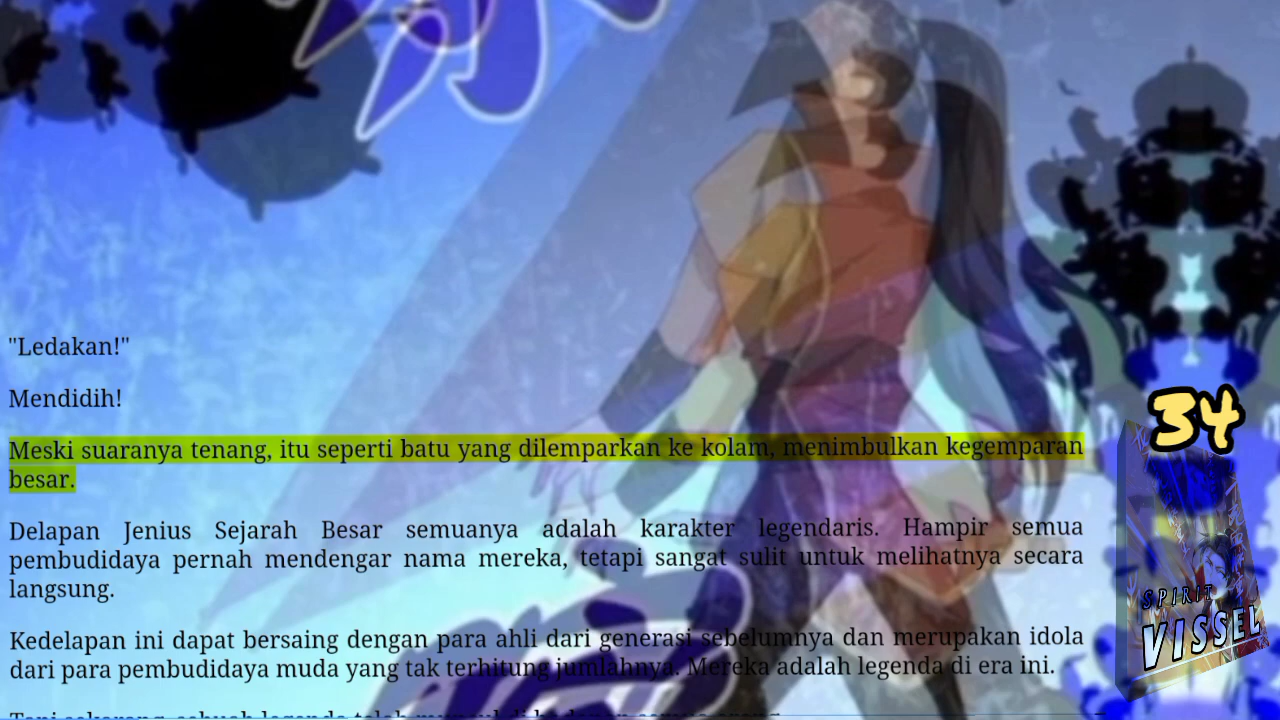 "Ledakan!"
Mendidih!
Meski suaranya tenang, itu seperti batu yang dilemparkan ke kolam, menimbulkan kegemparan
besar.
Delapan Jenius Sejarah Besar semuanya adalah karakter legendaris. Hampir semua
pembudidaya pernah mendengar nama mereka, tetapi sangat sulit untuk melihatnya secara
langsung.
Kedelapan ini dapat bersaing dengan para ahli dari generasi sebelumnya dan merupakan idola
dari para pembudidaya muda yang tak terhitung jumlahnya. Mereka adalah legenda di era ini.
34
SPIRIT
VISSEL